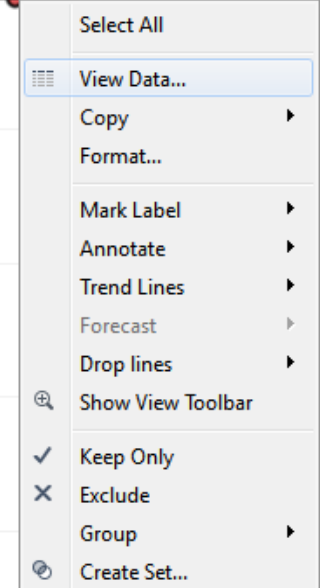 Select All
View Data...
Copy
Format...
Mark Label
Annotate
Trend Lines
Forecast
Drop lines
Show View Toolbar
Keep Only
Exclude
Group
Create Set...